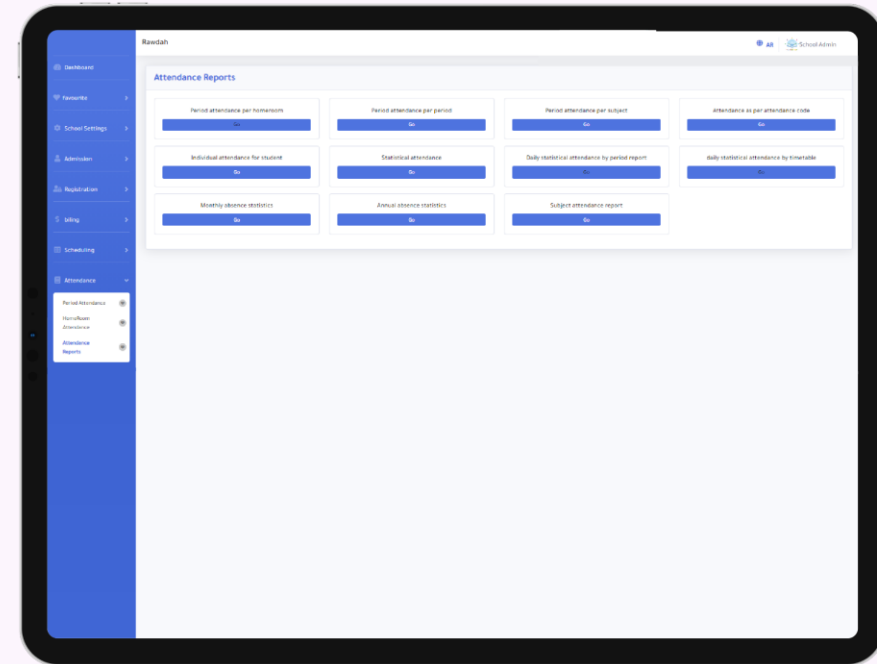 Rawdah
AR
School Admin
Dashboard
Favourite
School Settings
Admission
Registration
billing
Scheduling
Attendance
Period Attendance
HomeRoom
Attendance
Attendance
Reports
Attendance Reports
Period attendance per homeroom
Go
Period attendance per period
Go
Period attendance per subject
Go
Attendance as per attendance code
Go
Individual attendance for student
Go
Statistical attendance
Go
Daily statistical attendance by period report
Go
daily statistical attendance by timetable
Go
Monthly absence statistics
Go
Annual absence statistics
Go
Subject attendance report
Go